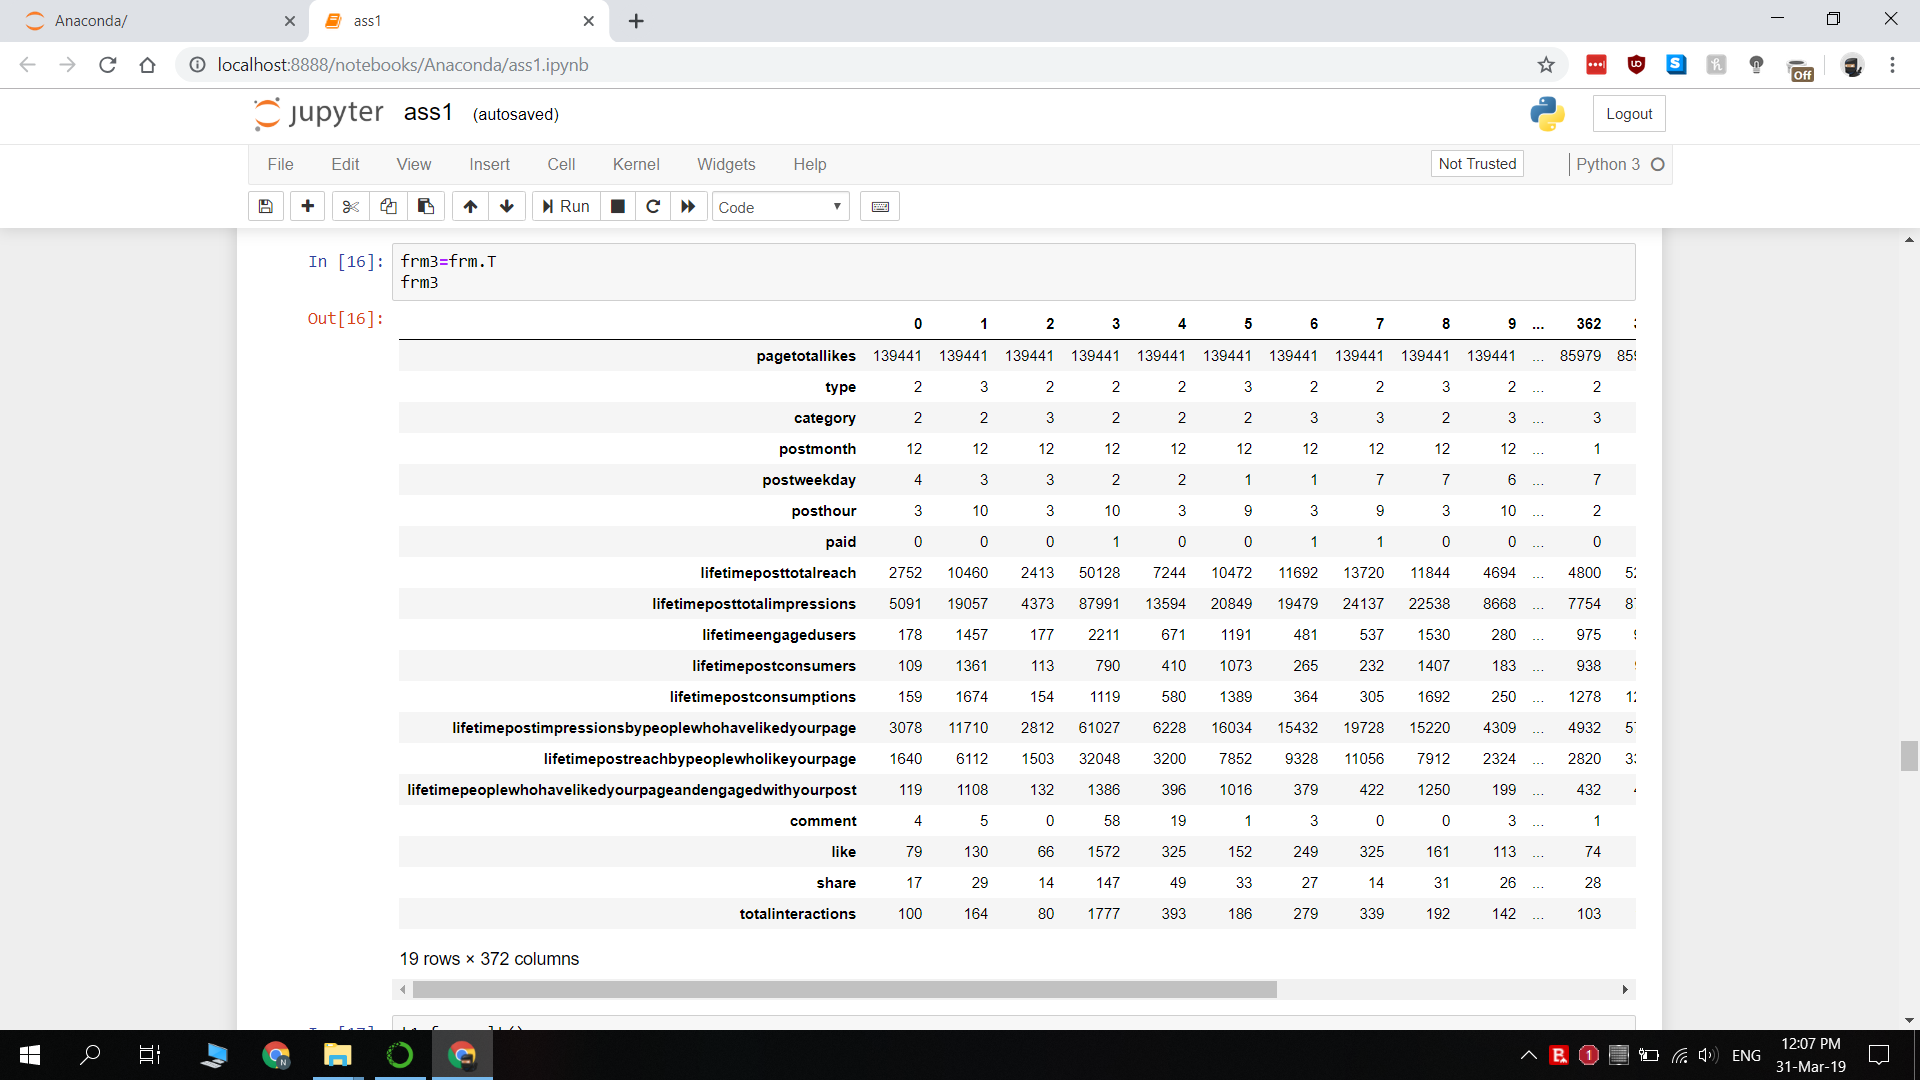 Anaconda/
ass1
localhost:8888/notebooks/Anaconda/ass1.ipynb
Off
jupyter ass1 (autosaved)
Logout
File Edit View Insert Cell Kernel Widgets Help
Not Trusted
Python 3
Run
Code
In [16]: frm3=frm.T
frm3
Out[16]:
0 1 2 3 4 5 6 7 8 9 ... 362
pagetotallikes 139441 139441 139441 139441 139441 139441 139441 139441 139441 139441 ... 85979
type 2 3 2 2 2 3 2 2 3 2 ... 2
category 2 2 3 2 2 2 3 3 2 3 ... 3
postmonth 12 12 12 12 12 12 12 12 12 12 ... 1
postweekday 4 3 3 2 2 1 1 7 7 6 ... 7
posthour 3 10 3 10 3 9 3 9 3 10 ... 2
paid 0 0 0 1 0 0 1 1 0 0 ... 0
lifetimeposttotalreach 2752 10460 2413 50128 7244 10472 11692 13720 11844 4694 ... 4800
lifetimeposttotalimpressions 5091 19057 4373 87991 13594 20849 19479 24137 22538 8668 ... 7754
lifetimeengagedusers 178 1457 177 2211 671 1191 481 537 1530 280 ... 975
lifetimepostconsumers 109 1361 113 790 410 1073 265 232 1407 183 ... 938
lifetimepostconsumptions 159 1674 154 1119 580 1389 364 305 1692 250 ... 1278
lifetimepostimpressionsbypeoplewhohavelikedyourpage 3078 11710 2812 61027 6228 16034 15432 19728 15220 4309 ... 4932
lifetimepostreachbypeoplewholikeyourpage 1640 6112 1503 32048 3200 7852 9328 11056 7912 2324 ... 2820
lifetimepeoplewhohavelikedyourpageandengagedwithyourpost 119 1108 132 1386 396 1016 379 422 1250 199 ... 432
comment 4 5 0 58 19 1 3 0 0 3 ... 1
like 79 130 66 1572 325 152 249 325 161 113 ... 74
share 17 29 14 147 49 33 27 14 31 26 ... 28
totalinteractions 100 164 80 1777 393 186 279 339 192 142 ... 103
19 rows × 372 columns
ENG
12:07 PM
31-Mar-19